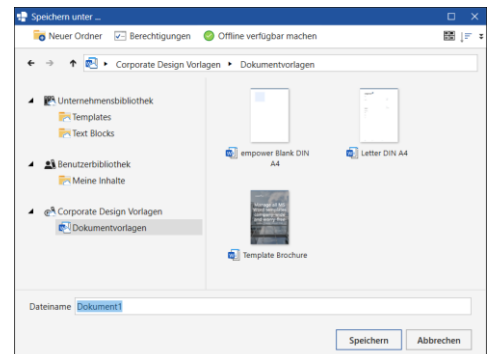 Speichern unter ...
Neuer Ordner Berechtigungen Offline verfügbar machen
Corporate Design Vorlagen Dokumentvorlagen
Unternehmensbibliothek
Templates
Text Blocks
Benutzerbibliothek
Meine Inhalte
Corporate Design Vorlagen
Dokumentvorlagen
empower Blank DIN
A4
Letter DIN A4
Template Brochure
Dateiname Dokument1
Speichern Abbrechen